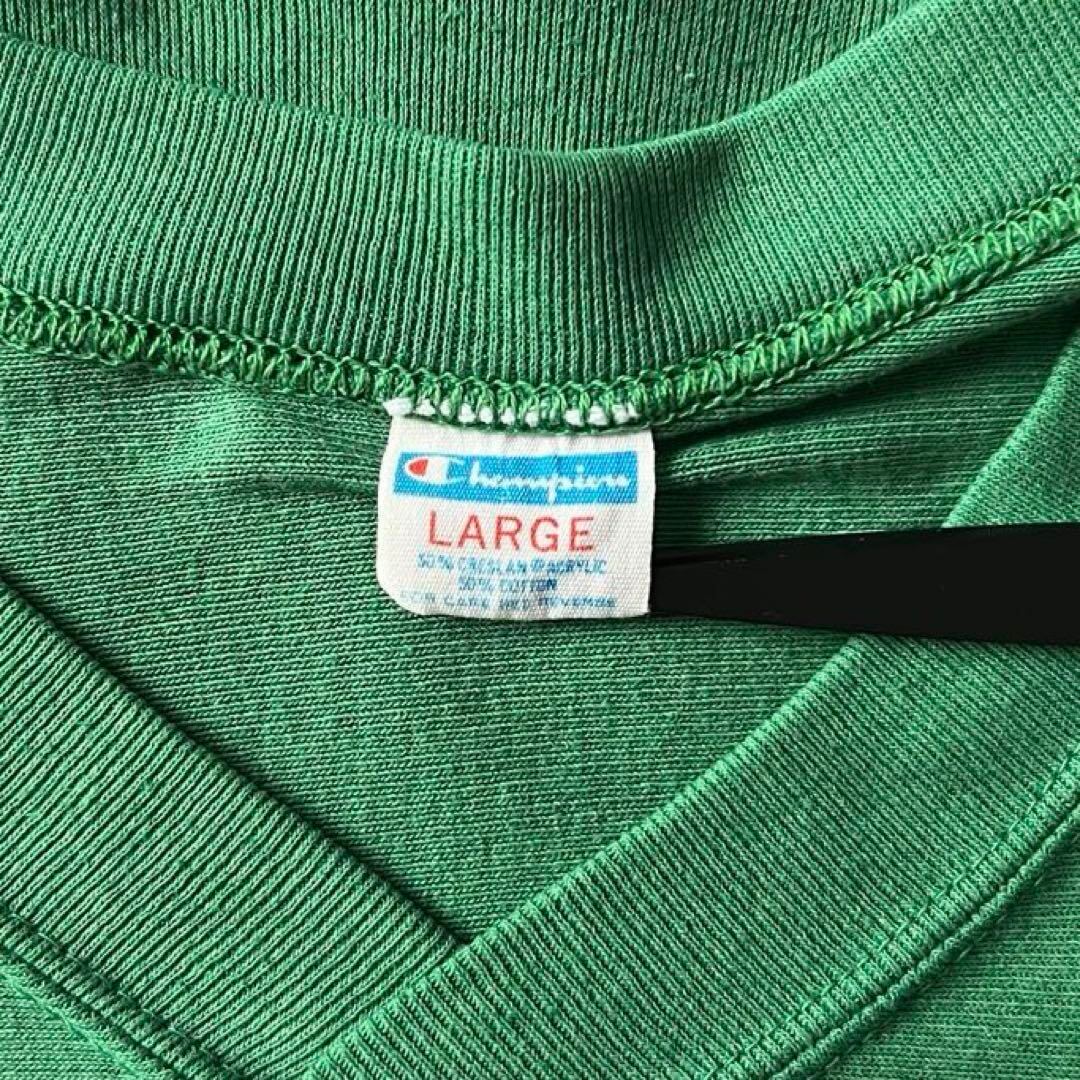 Champion
LARGE
50% CRESLAN® ACRYLIC
50% COTTON
FOR CARE SEE REVERSE